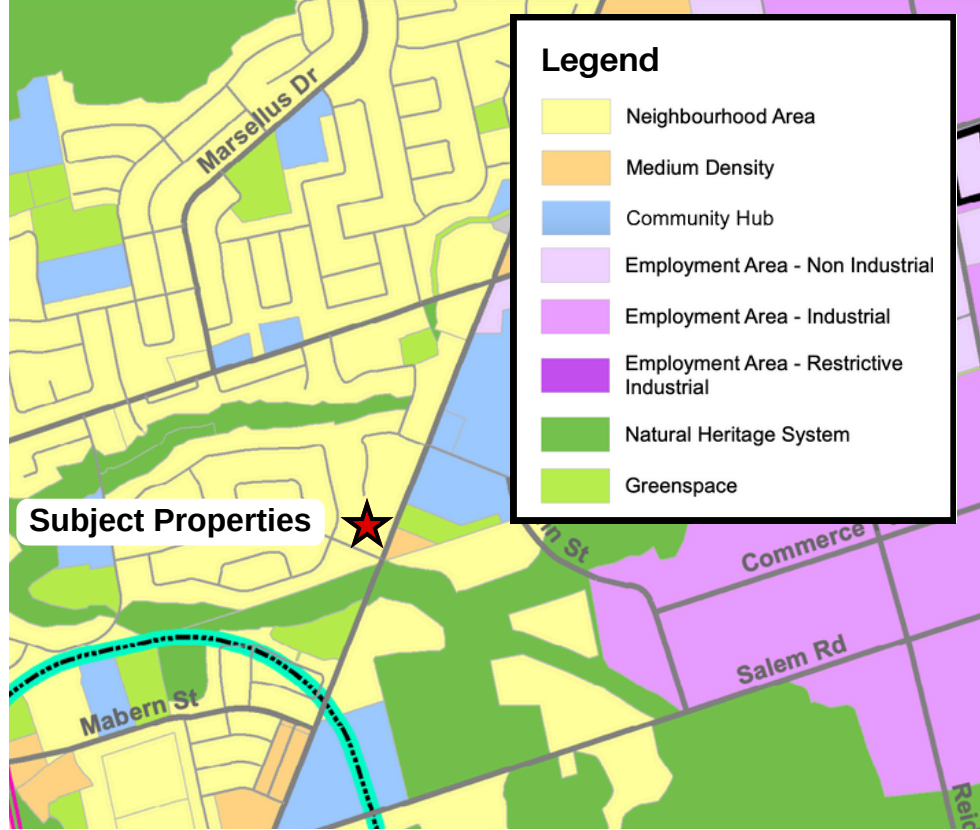 Legend
Neighbourhood Area
Medium Density
Community Hub
Employment Area - Non Industrial
Employment Area - Industrial
Employment Area - Restrictive
Industrial
Natural Heritage System
Greenspace
Marsellus Dr
Subject Properties
St
Commerce
Salem Rd
Mabern St